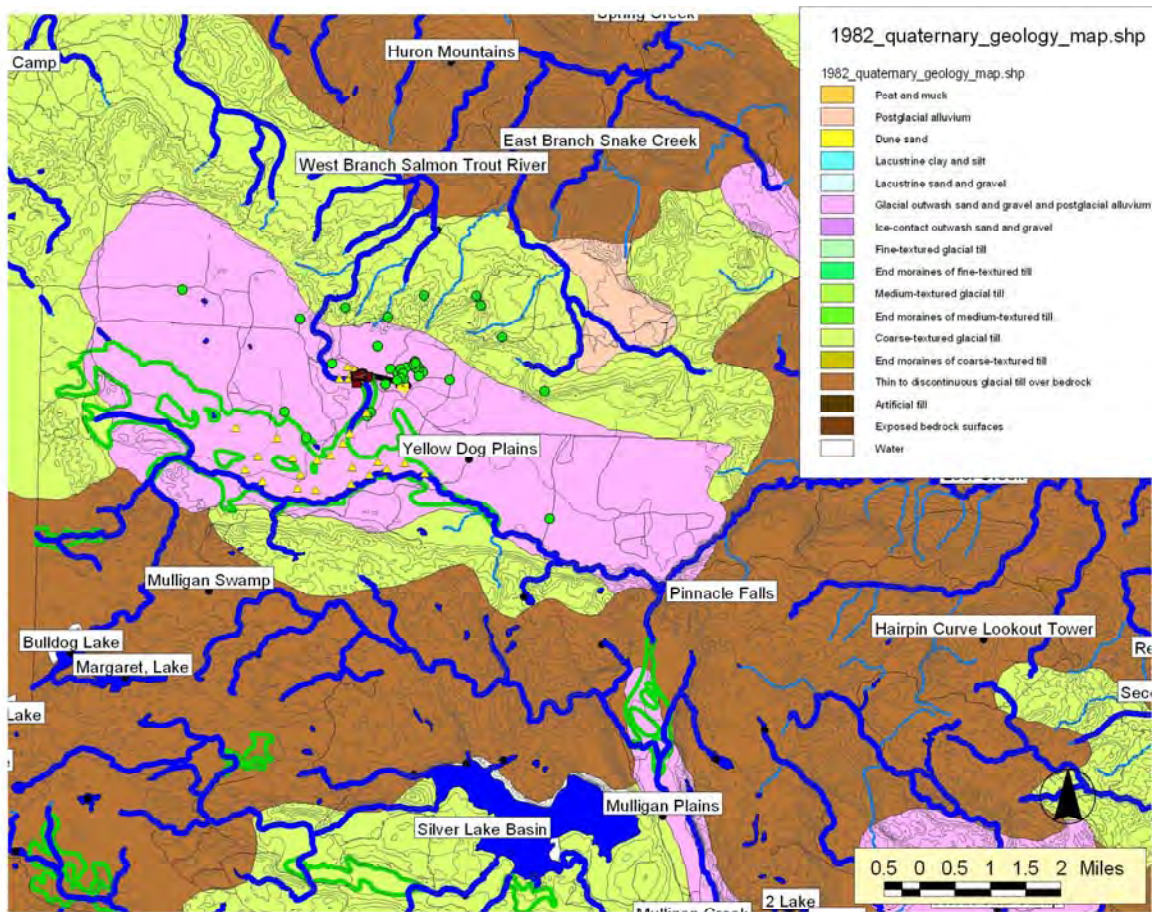 Spring Creek
Camp
Huron Mountains
East Branch Snake Creek
West Branch Salmon Trout River
Yellow Dog Plains
Mulligan Swamp
Pinnacle Falls
Bulldog Lake
Margaret, Lake
Hairpin Curve Lookout Tower
Re
Seco
Lake
Mulligan Plains
Silver Lake Basin
2 Lake
Mulligan Creek
1982_quaternary_geology_map.shp
1982_quaternary_geology_map.shp
Peat and muck
Postglacial alluvium
Dune sand
Lacustrine clay and silt
Lacustrine sand and gravel
Glacial outwash sand and gravel and postglacial alluvium
Ice-contact outwash sand and gravel
Fine-textured glacial till
End moraines of fine-textured till
Medium-textured glacial till
End moraines of medium-textured till
Coarse-textured glacial till
End moraines of coarse-textured till
Thin to discontinuous glacial till over bedrock
Artificial fill
Exposed bedrock surfaces
Water
0.5 0 0.5 1 1.5 2 Miles